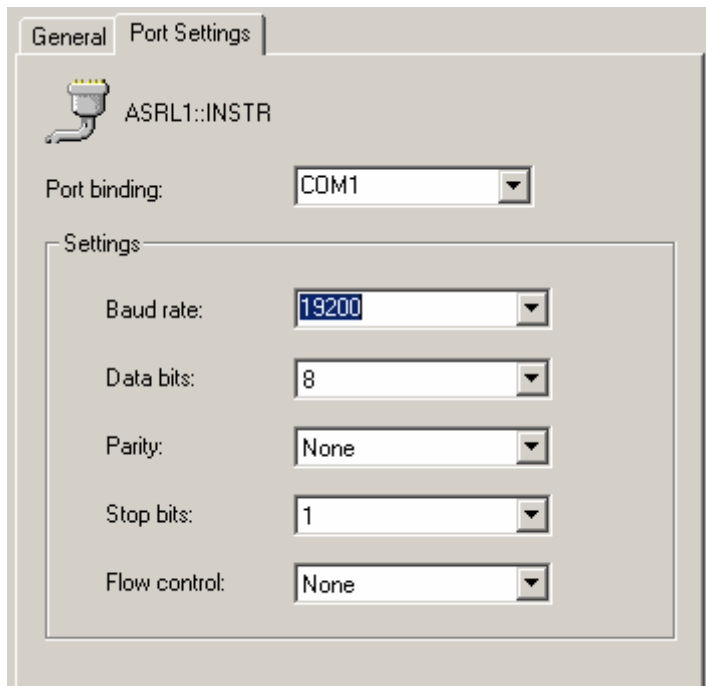 General Port Settings
ASRL1::INSTR
Port binding: COM1
Settings
Baud rate: 19200
Data bits: 8
Parity: None
Stop bits: 1
Flow control: None